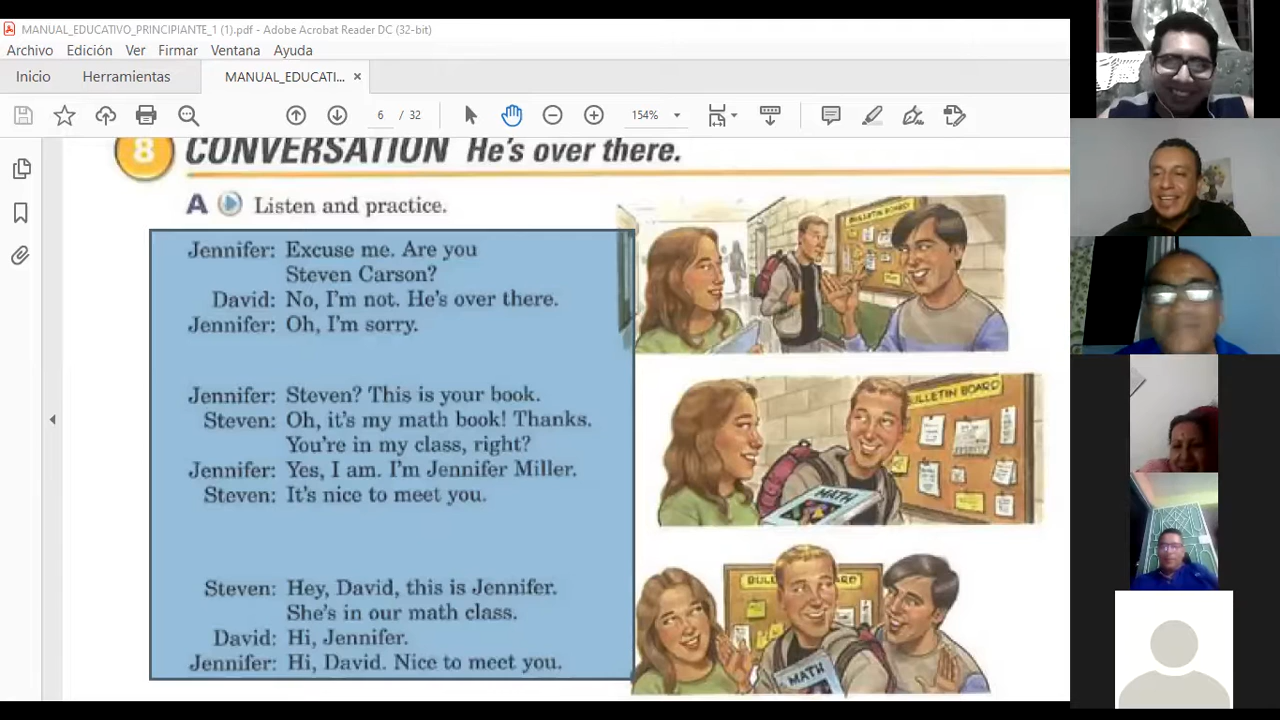 MANUAL_EDUCATIVO_PRINCIPIANTE_1 (1).pdf - Adobe Acrobat Reader DC (32-bit)
Archivo Edición Ver Firmar Ventana Ayuda
Inicio Herramientas MANUAL_EDUCATI... ×
6 / 32 154%
8 CONVERSATION He's over there.
A Listen and practice.
Jennifer: Excuse me. Are you
Steven Carson?
David: No, I'm not. He's over there.
Jennifer: Oh, I'm sorry.
Jennifer: Steven? This is your book.
Steven: Oh, it's my math book! Thanks.
You're in my class, right?
Jennifer: Yes, I am. I'm Jennifer Miller.
Steven: It's nice to meet you.
Steven: Hey, David, this is Jennifer.
She's in our math class.
David: Hi, Jennifer.
Jennifer: Hi, David. Nice to meet you.
BULLETIN BOARD
BULLETIN BOARD
MATH
MATH